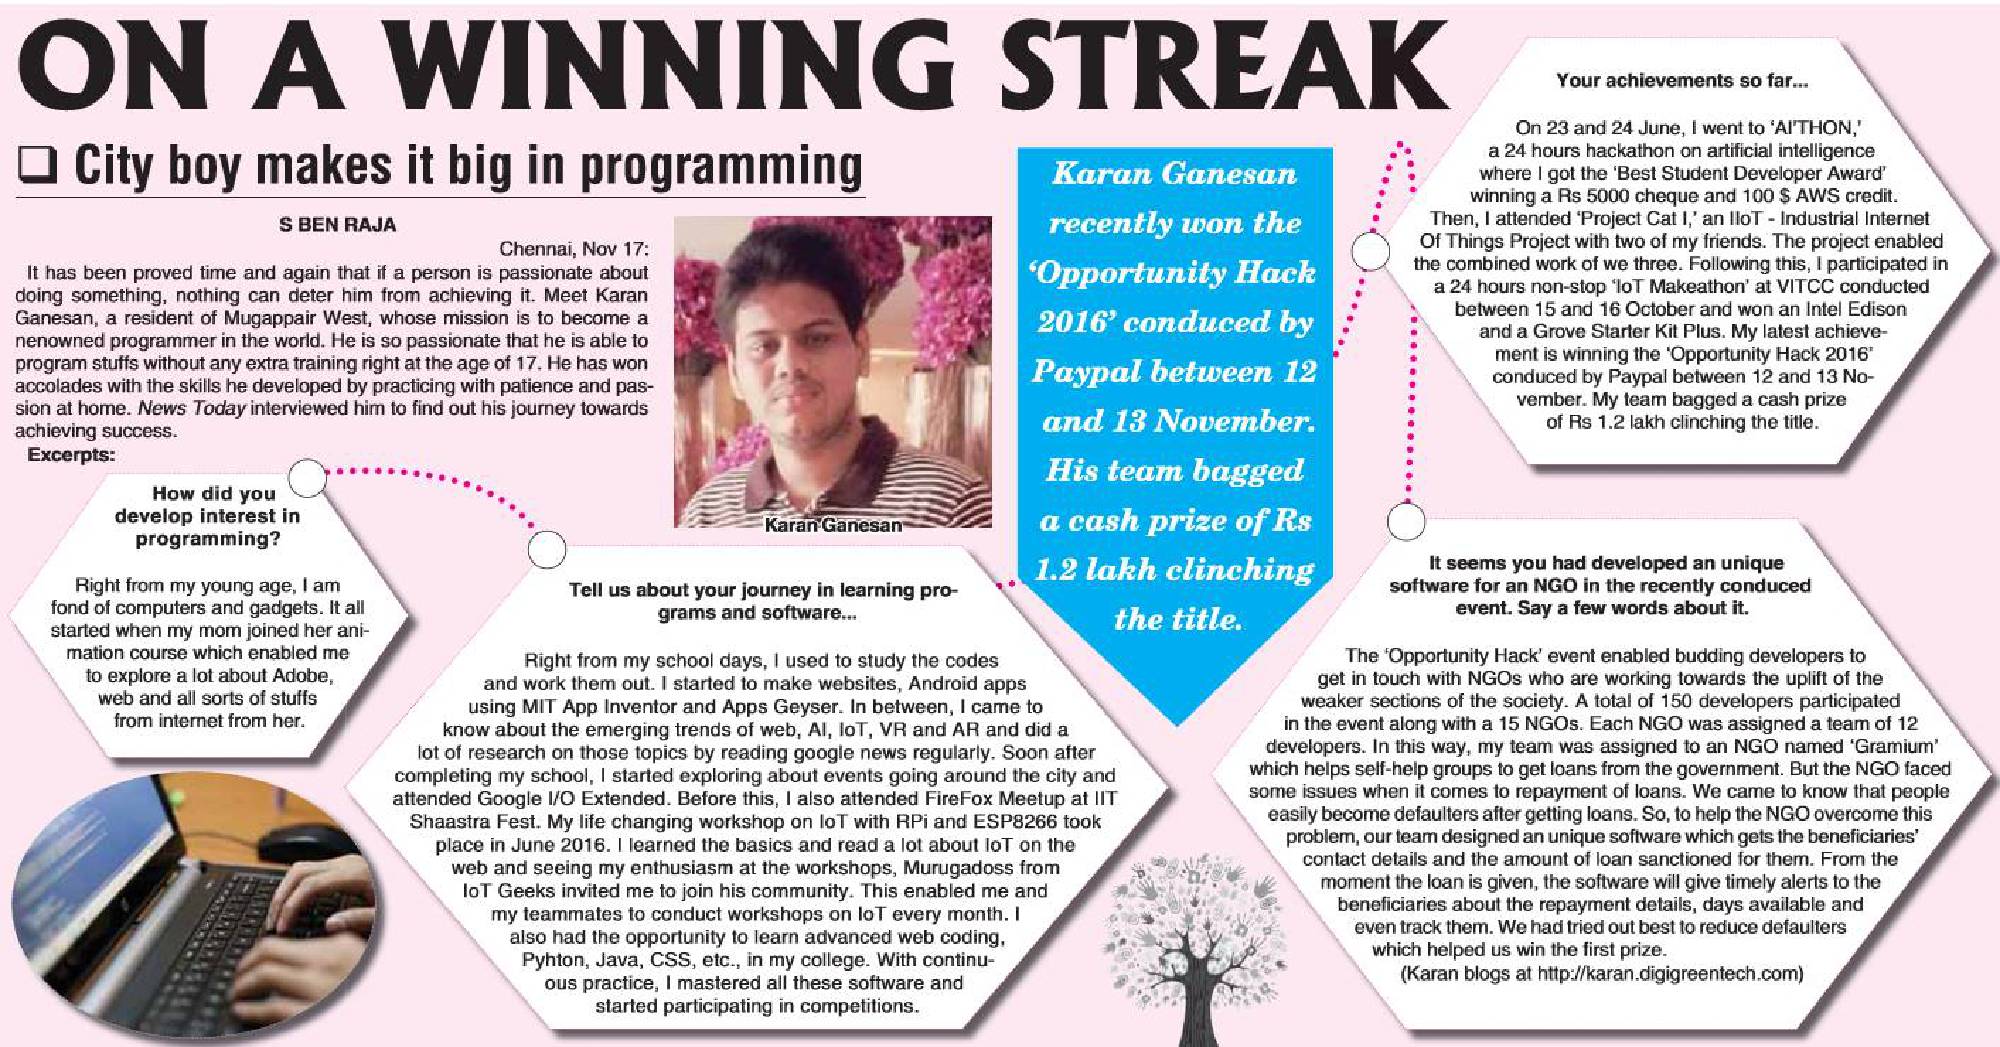 ON A WINNING STREAK
❑ City boy makes it big in programming
S BEN RAJA
Chennai, Nov 17:
It has been proved time and again that if a person is passionate about
doing something, nothing can deter him from achieving it. Meet Karan
Ganesan, a resident of Mugappair West, whose mission is to become a
nenowned programmer in the world. He is so passionate that he is able to
program stuffs without any extra training right at the age of 17. He has won
accolades with the skills he developed by practicing with patience and pas-
sion at home. News Today interviewed him to find out his journey towards
achieving success.
Excerpts:
Karan Ganesan
How did you
develop interest in
programming?
Right from my young age, I am
fond of computers and gadgets. It all
started when my mom joined her ani-
mation course which enabled me
to explore a lot about Adobe,
web and all sorts of stuffs
from internet from her.
Tell us about your journey in learning pro-
grams and software...
Right from my school days, I used to study the codes
and work them out. I started to make websites, Android apps
using MIT App Inventor and Apps Geyser. In between, I came to
know about the emerging trends of web, AI, IoT, VR and AR and did a
lot of research on those topics by reading google news regularly. Soon after
completing my school, I started exploring about events going around the city and
attended Google I/O Extended. Before this, I also attended FireFox Meetup at IIT
Shaastra Fest. My life changing workshop on IoT with RPi and ESP8266 took
place in June 2016. I learned the basics and read a lot about IoT on the
web and seeing my enthusiasm at the workshops, Murugadoss from
IoT Geeks invited me to join his community. This enabled me and
my teammates to conduct workshops on IoT every month. I
also had the opportunity to learn advanced web coding,
Pyhton, Java, CSS, etc., in my college. With continu-
ous practice, I mastered all these software and
started participating in competitions.
Karan Ganesan
recently won the
‘Opportunity Hack
2016’ conduced by
Paypal between 12
and 13 November.
His team bagged
a cash prize of Rs
1.2 lakh clinching
the title.
Your achievements so far...
On 23 and 24 June, I went to ‘AI’THON,’
a 24 hours hackathon on artificial intelligence
where I got the ‘Best Student Developer Award’
winning a Rs 5000 cheque and 100 $ AWS credit.
Then, I attended ‘Project Cat I,’ an IIoT - Industrial Internet
Of Things Project with two of my friends. The project enabled
the combined work of we three. Following this, I participated in
a 24 hours non-stop ‘IoT Makeathon’ at VITCC conducted
between 15 and 16 October and won an Intel Edison
and a Grove Starter Kit Plus. My latest achieve-
ment is winning the ‘Opportunity Hack 2016’
conduced by Paypal between 12 and 13 No-
vember. My team bagged a cash prize
of Rs 1.2 lakh clinching the title.
It seems you had developed an unique
software for an NGO in the recently conduced
event. Say a few words about it.
The ‘Opportunity Hack’ event enabled budding developers to
get in touch with NGOs who are working towards the uplift of the
weaker sections of the society. A total of 150 developers participated
in the event along with a 15 NGOs. Each NGO was assigned a team of 12
developers. In this way, my team was assigned to an NGO named ‘Gramium’
which helps self-help groups to get loans from the government. But the NGO faced
some issues when it comes to repayment of loans. We came to know that people
easily become defaulters after getting loans. So, to help the NGO overcome this
problem, our team designed an unique software which gets the beneficiaries’
contact details and the amount of loan sanctioned for them. From the
moment the loan is given, the software will give timely alerts to the
beneficiaries about the repayment details, days available and
even track them. We had tried out best to reduce defaulters
which helped us win the first prize.
(Karan blogs at http://karan.digigreentech.com)